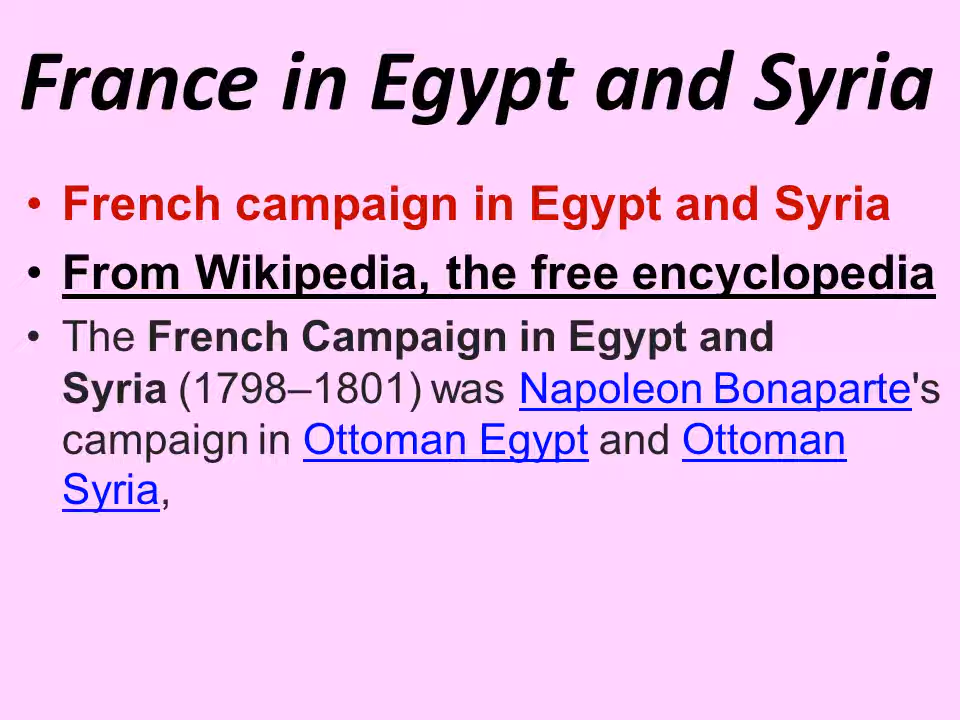 France in Egypt and Syria
• French campaign in Egypt and Syria
• From Wikipedia, the free encyclopedia
• The French Campaign in Egypt and
Syria (1798–1801) was Napoleon Bonaparte's
campaign in Ottoman Egypt and Ottoman
Syria,